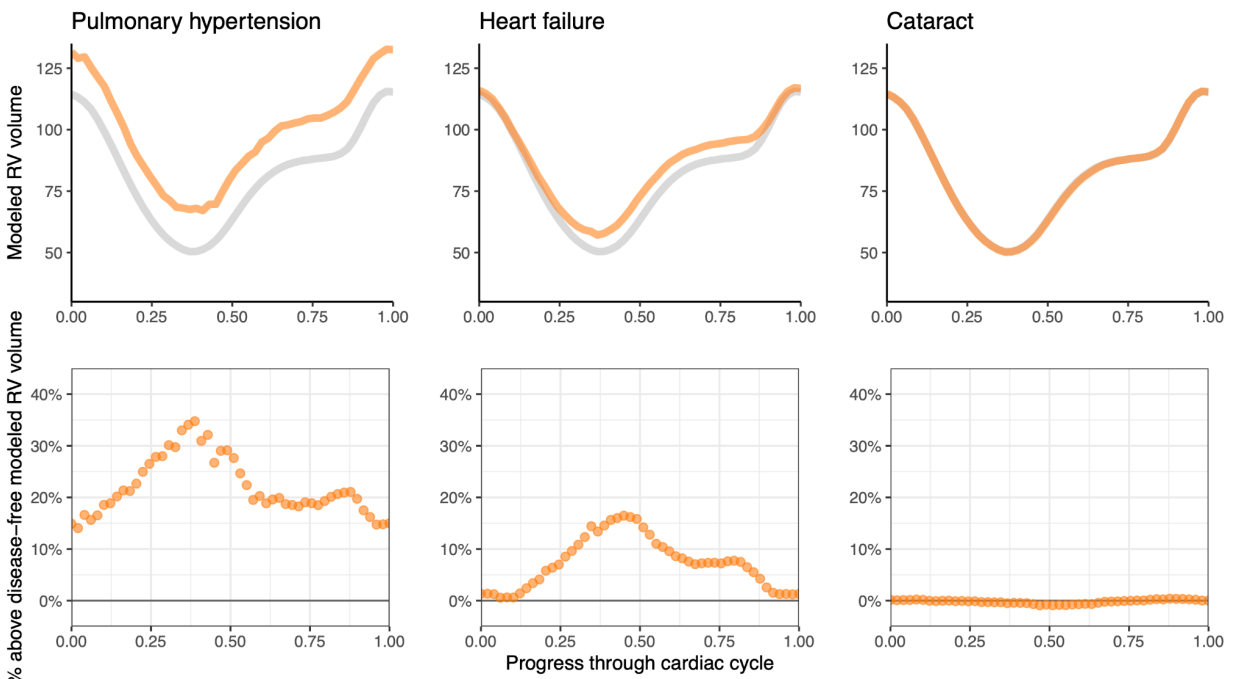 Pulmonary hypertension
Heart failure
Cataract
Modeled RV volume
125
100
75
50
0.00 0.25 0.50 0.75 1.00
125
100
75
50
0.00 0.25 0.50 0.75 1.00
125
100
75
50
0.00 0.25 0.50 0.75 1.00
% above disease−free modeled RV volume
40%
30%
20%
10%
0%
0.00 0.25 0.50 0.75 1.00
40%
30%
20%
10%
0%
0.00 0.25 0.50 0.75 1.00
40%
30%
20%
10%
0%
0.00 0.25 0.50 0.75 1.00
Progress through cardiac cycle